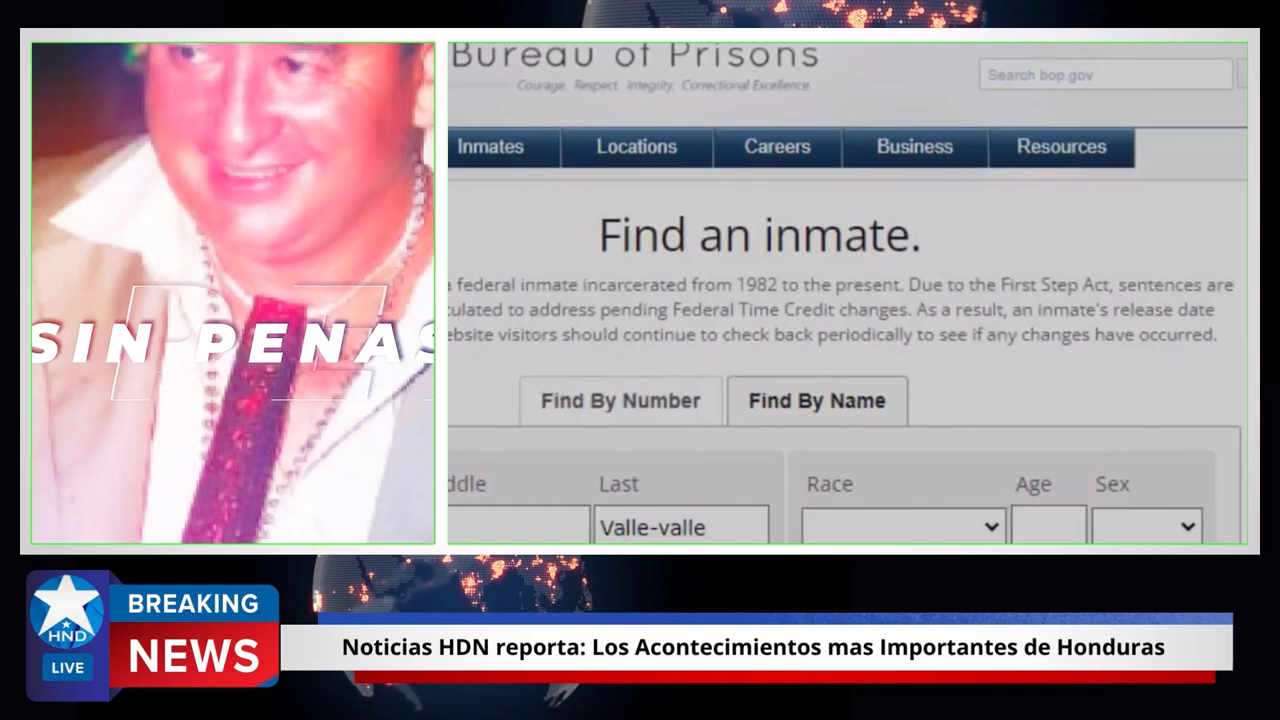 SIN PENAS
Bureau of Prisons
Courage. Respect. Integrity. Correctional Excellence.
Search bop.gov
Inmates
Locations
Careers
Business
Resources
Find an inmate.
federal inmate incarcerated from 1982 to the present. Due to the First Step Act, sentences are
ulated to address pending Federal Time Credit changes. As a result, an inmate's release date
ebsite visitors should continue to check back periodically to see if any changes have occurred.
Find By Number
Find By Name
ddle
Last
Race
Age
Sex
Valle-valle
HND
LIVE
BREAKING
NEWS
Noticias HDN reporta: Los Acontecimientos mas Importantes de Honduras